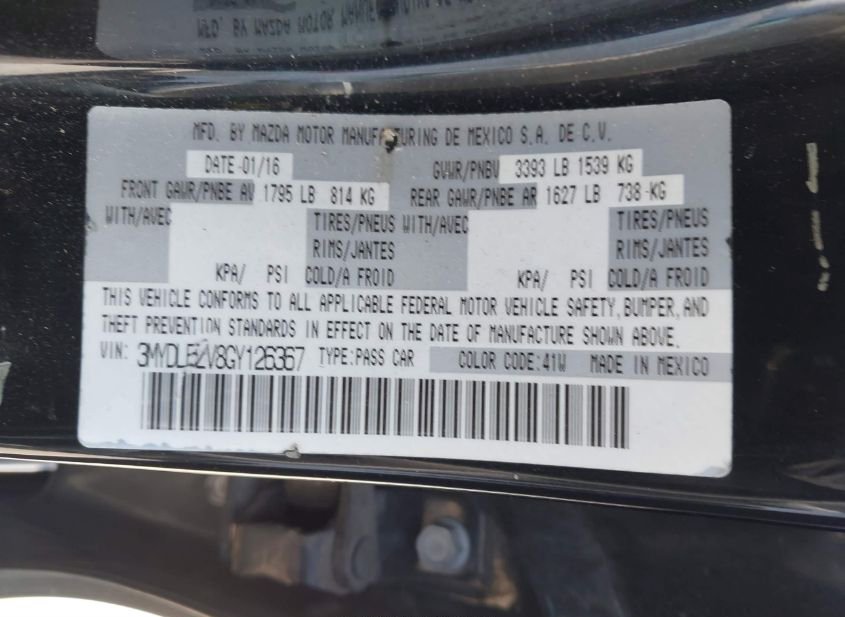 MFD. BY MAZDA MOTOR MANUFACTURING DE MEXICO S.A. DE C.V.
DATE 01/16 GVWR/PNBV 3393 LB 1539 KG
FRONT GAWR/PNBE AV 1795 LB 814 KG REAR GAWR/PNBE AR 1627 LB 738 KG
WITH/AVEC TIRES/PNEUS WITH/AVEC TIRES/PNEUS
RIMS/JANTES RIMS/JANTES
KPA/ PSI COLD/A FROID KPA/ PSI COLD/A FROID
THIS VEHICLE CONFORMS TO ALL APPLICABLE FEDERAL MOTOR VEHICLE SAFETY, BUMPER, AND
THEFT PREVENTION STANDARDS IN EFFECT ON THE DATE OF MANUFACTURE SHOWN ABOVE.
VIN: 3MYDLBZV8GY126367 TYPE:PASS CAR COLOR CODE:41W MADE IN MEXICO